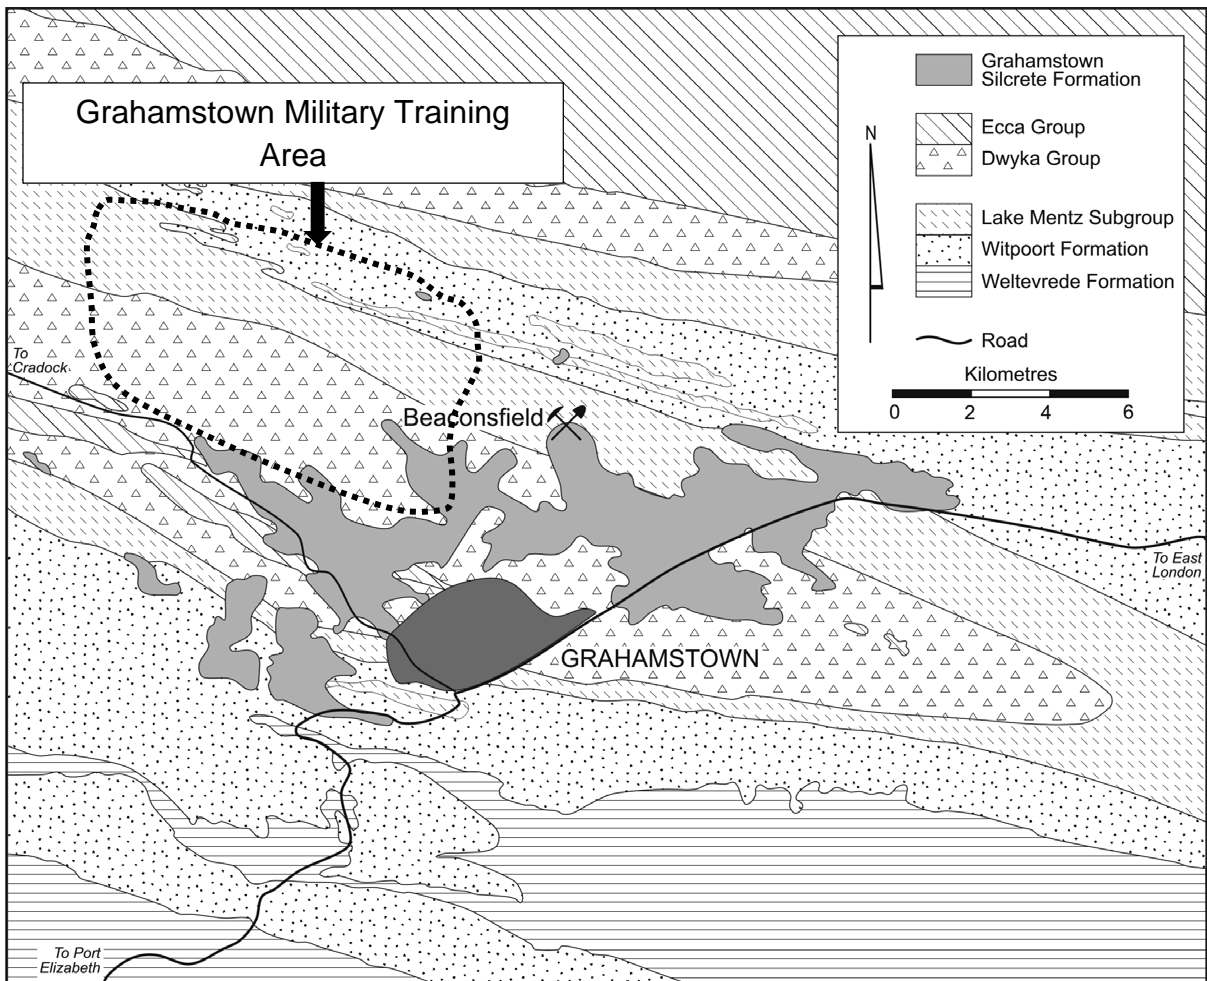 Grahamstown Military Training
Area
Grahamstown
Silcrete Formation
Ecca Group
Dwyka Group
N
Lake Mentz Subgroup
Witpoort Formation
Weltevrede Formation
Road
Kilometres
0 2 4 6
To
Cradock
Beaconsfield
To East
London
GRAHAMSTOWN
To Port
Elizabeth